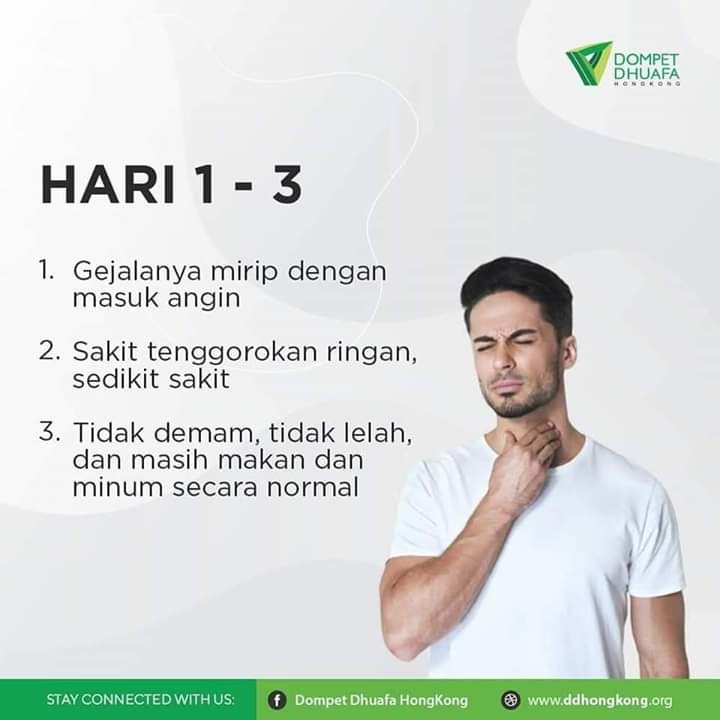 DOMPET
DHUAFA
HONGKONG
HARI 1 - 3
1. Gejalanya mirip dengan
masuk angin
2. Sakit tenggorokan ringan,
sedikit sakit
3. Tidak demam, tidak lelah,
dan masih makan dan
minum secara normal
STAY CONNECTED WITH US: f Dompet Dhuafa HongKong www.ddhongkong.org